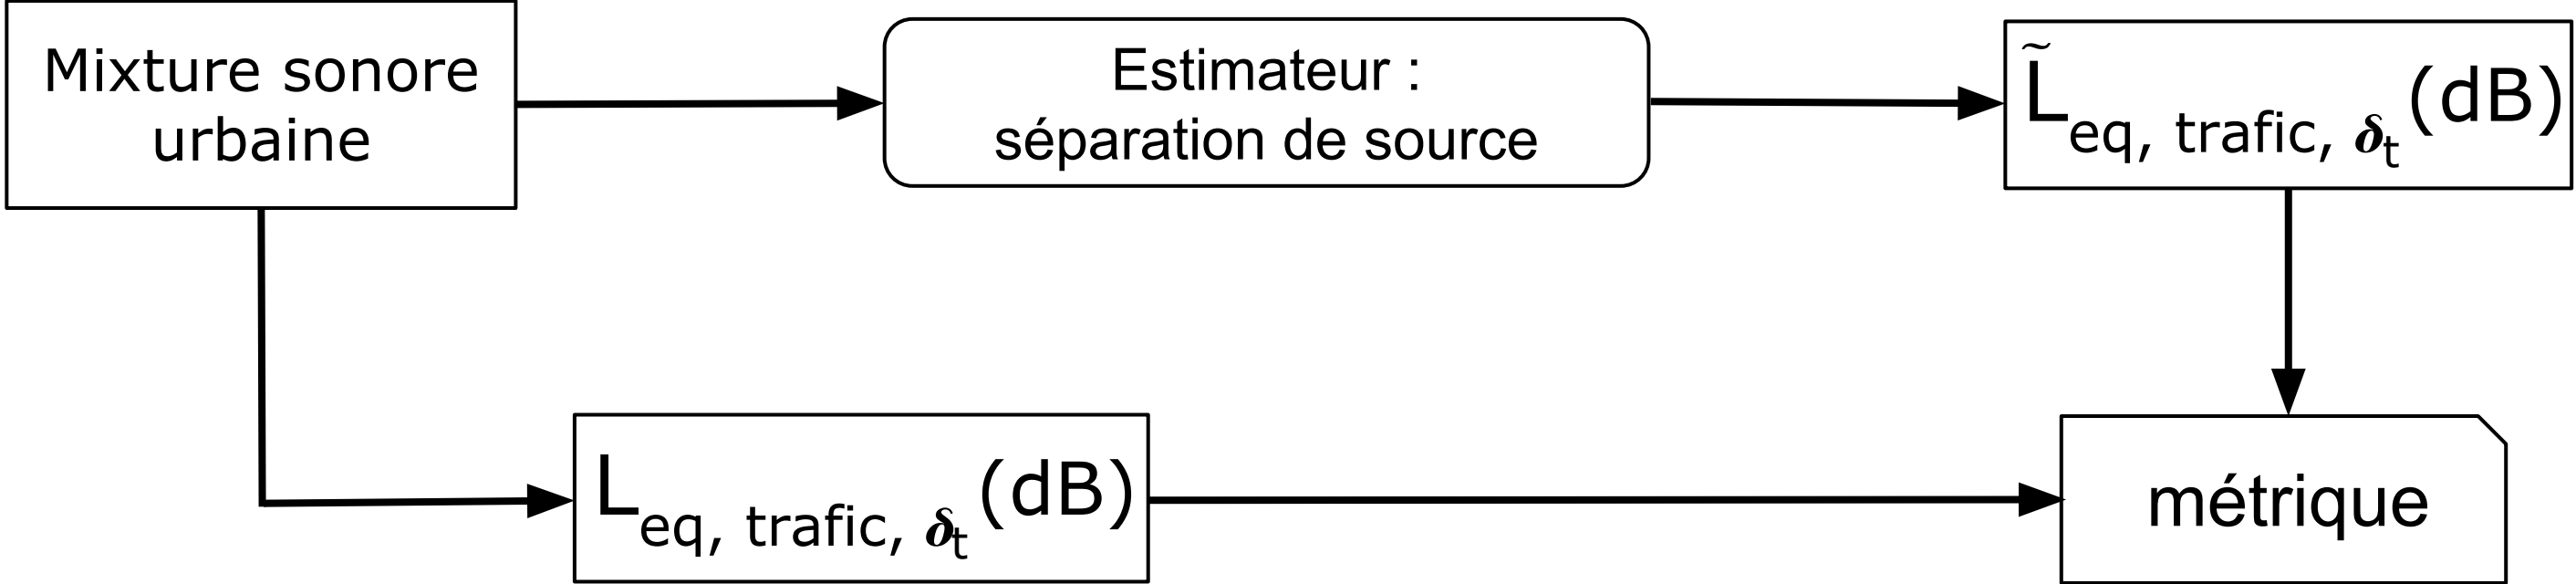 Mixture sonore
urbaine
Estimateur :
séparation de source
L̃eq, trafic, δt (dB)
Leq, trafic, δt (dB)
métrique